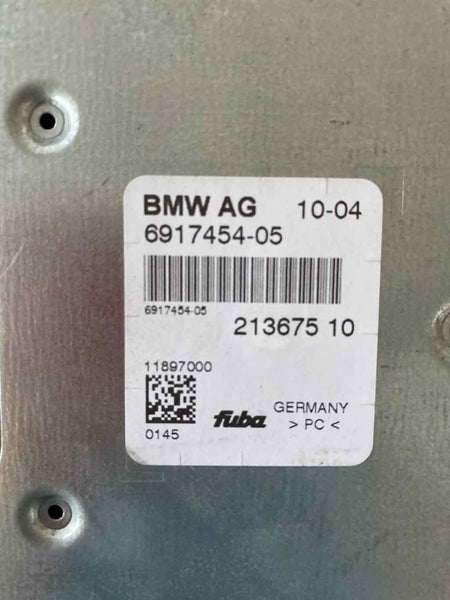 BMW AG 10-04
6917454-05
6917454-05
213675 10
11897000
0145
fuba
GERMANY
> PC <